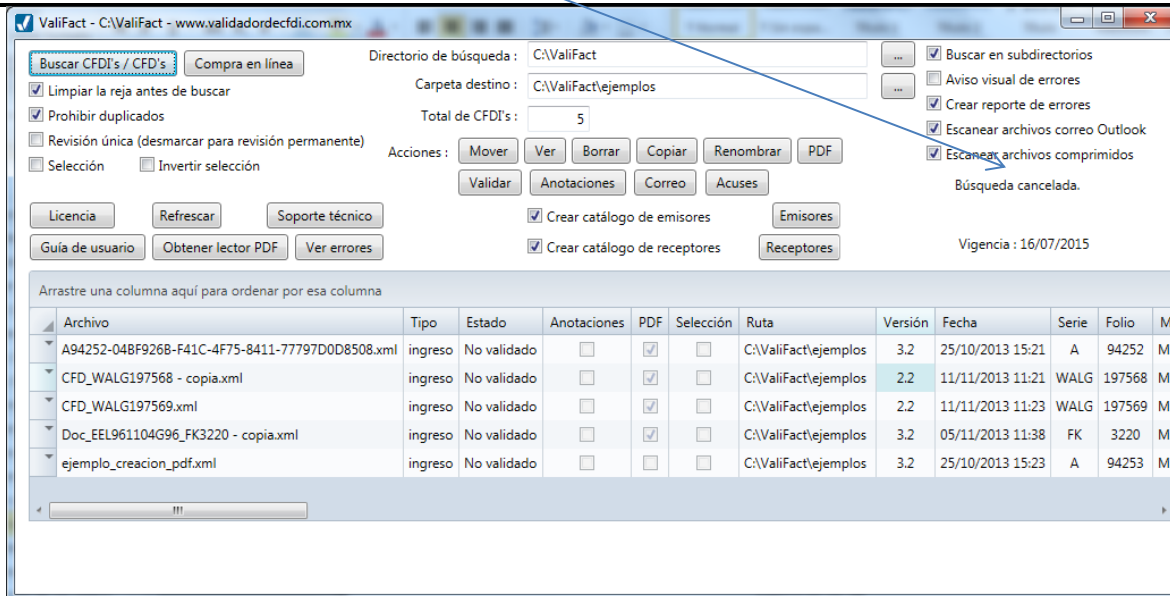 ValiFact - C:\ValiFact - www.validadordecfdi.com.mx
Buscar CFDI's / CFD's Compra en línea Directorio de búsqueda : C:\ValiFact ... Buscar en subdirectorios
Limpiar la reja antes de buscar Carpeta destino : C:\ValiFact\ejemplos ... Aviso visual de errores
Prohibir duplicados Total de CFDI's : 5 Crear reporte de errores
Revisión única (desmarcar para revisión permanente) Escanear archivos correo Outlook
Selección Invertir selección Acciones : Mover Ver Borrar Copiar Renombrar PDF Escanear archivos comprimidos
Validar Anotaciones Correo Acuses Búsqueda cancelada.
Licencia Refrescar Soporte técnico Crear catálogo de emisores Emisores
Guía de usuario Obtener lector PDF Ver errores Crear catálogo de receptores Receptores Vigencia : 16/07/2015
Arrastre una columna aquí para ordenar por esa columna
Archivo Tipo Estado Anotaciones PDF Selección Ruta Versión Fecha Serie Folio M
A94252-04BF926B-F41C-4F75-8411-77797D0D8508.xml ingreso No validado C:\ValiFact\ejemplos 3.2 25/10/2013 15:21 A 94252 M
CFD_WALG197568 - copia.xml ingreso No validado C:\ValiFact\ejemplos 2.2 11/11/2013 11:21 WALG 197568 M
CFD_WALG197569.xml ingreso No validado C:\ValiFact\ejemplos 2.2 11/11/2013 11:23 WALG 197569 M
Doc_EEL961104G96_FK3220 - copia.xml ingreso No validado C:\ValiFact\ejemplos 3.2 05/11/2013 11:38 FK 3220 M
ejemplo_creacion_pdf.xml ingreso No validado C:\ValiFact\ejemplos 3.2 25/10/2013 15:23 A 94253 M